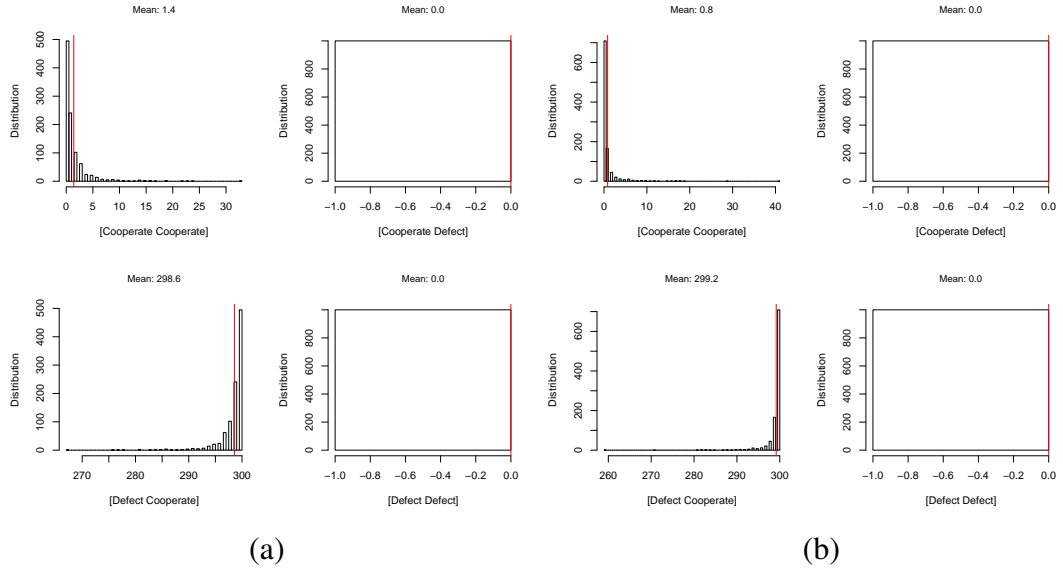 Mean: 1.4
Distribution
0 100 200 300 400 500
0 5 10 15 20 25 30
[Cooperate Cooperate]
Mean: 0.0
Distribution
0 200 400 600 800
−1.0 −0.8 −0.6 −0.4 −0.2 0.0
[Cooperate Defect]
Mean: 0.8
Distribution
0 200 400 600
0 10 20 30 40
[Cooperate Cooperate]
Mean: 0.0
Distribution
0 200 400 600 800
−1.0 −0.8 −0.6 −0.4 −0.2 0.0
[Cooperate Defect]
Mean: 298.6
Distribution
0 100 200 300 400 500
270 280 290 300
[Defect Cooperate]
Mean: 0.0
Distribution
0 200 400 600 800
−1.0 −0.8 −0.6 −0.4 −0.2 0.0
[Defect Defect]
Mean: 299.2
Distribution
0 200 400 600
260 270 280 290 300
[Defect Cooperate]
Mean: 0.0
Distribution
0 200 400 600 800
−1.0 −0.8 −0.6 −0.4 −0.2 0.0
[Defect Defect]
(a)
(b)